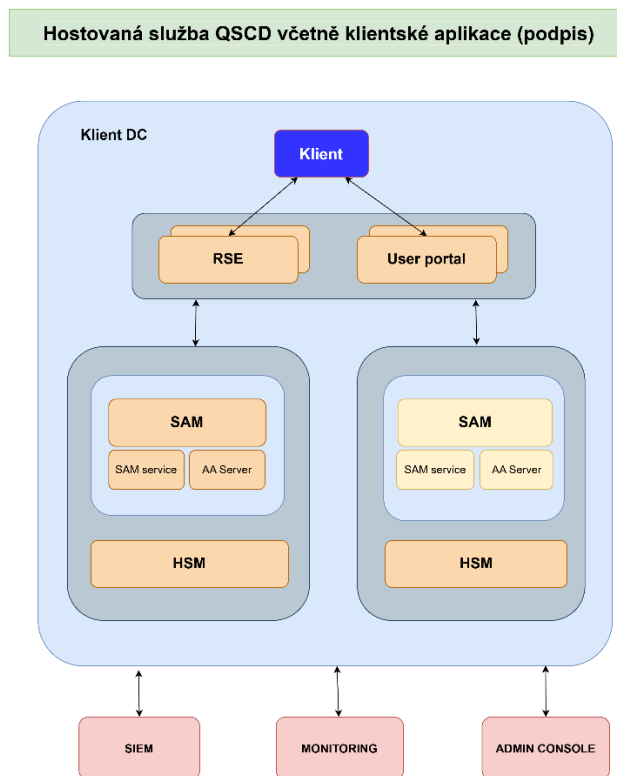 Hostovaná služba QSCD včetně klientské aplikace (podpis)
Klient DC
Klient
RSE
User portal
SAM
SAM service
AA Server
HSM
SAM
SAM service
AA Server
HSM
SIEM
MONITORING
ADMIN CONSOLE